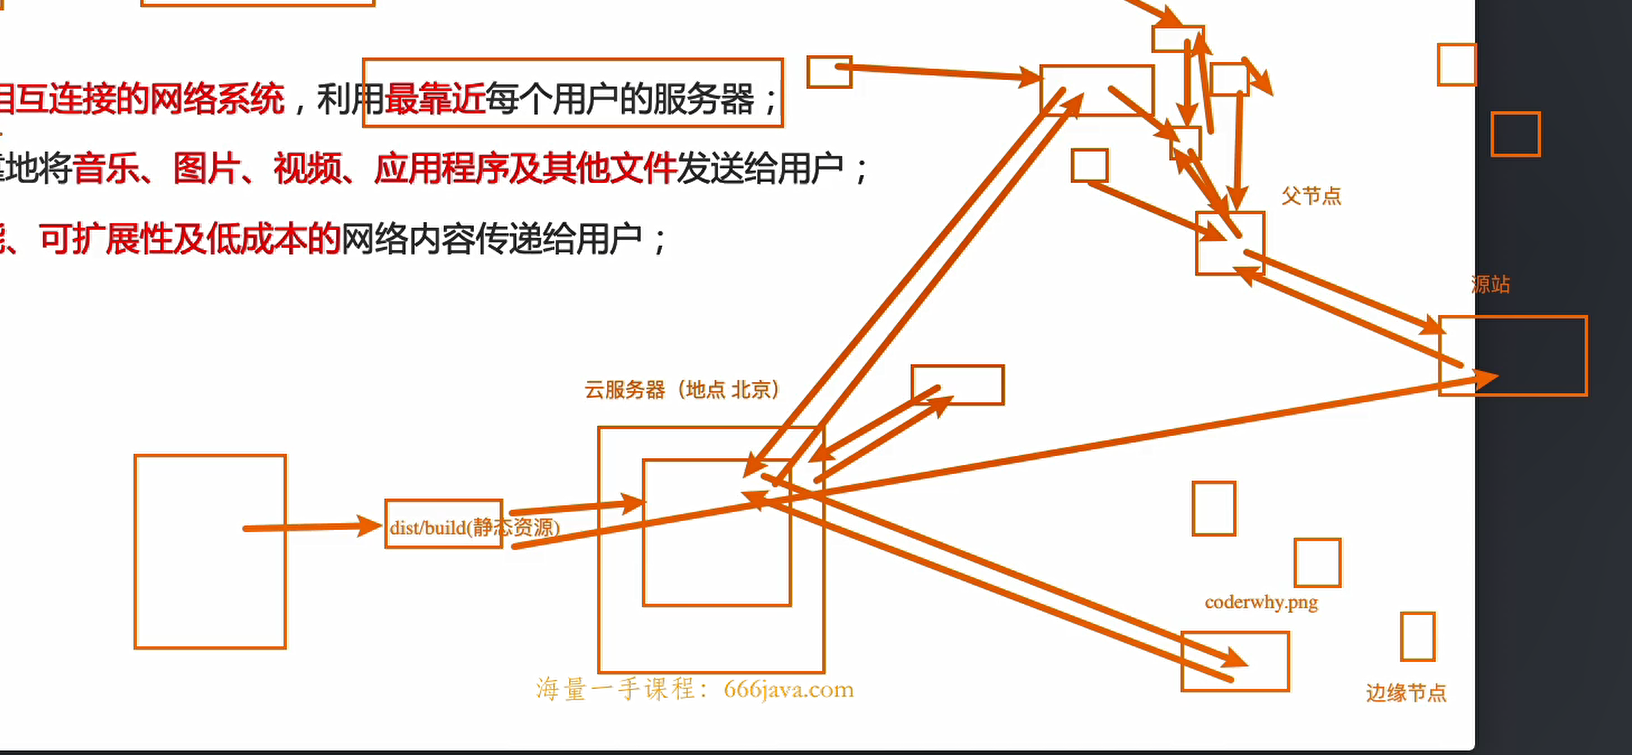 相互连接的网络系统，利用最靠近每个用户的服务器；
地将音乐、图片、视频、应用程序及其他文件发送给用户；
、可扩展性及低成本的网络内容传递给用户；
父节点
源站
云服务器（地点 北京）
dist/build(静态资源)
coderwhy.png
海量一手课程：666java.com
边缘节点